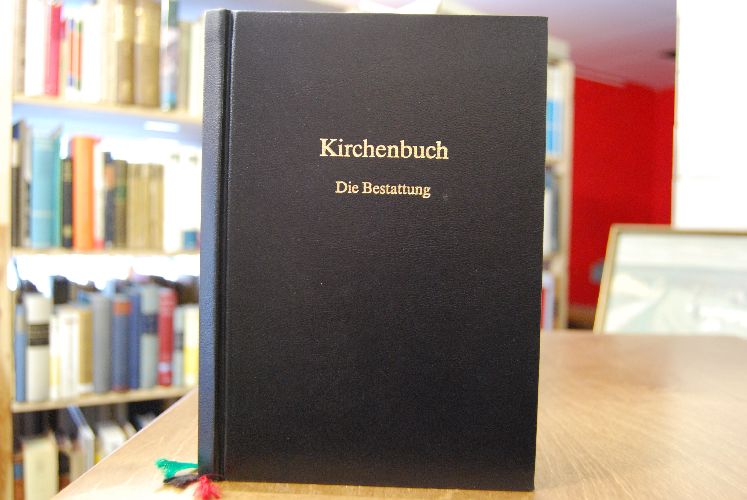 Kirchenbuch
Die Bestattung